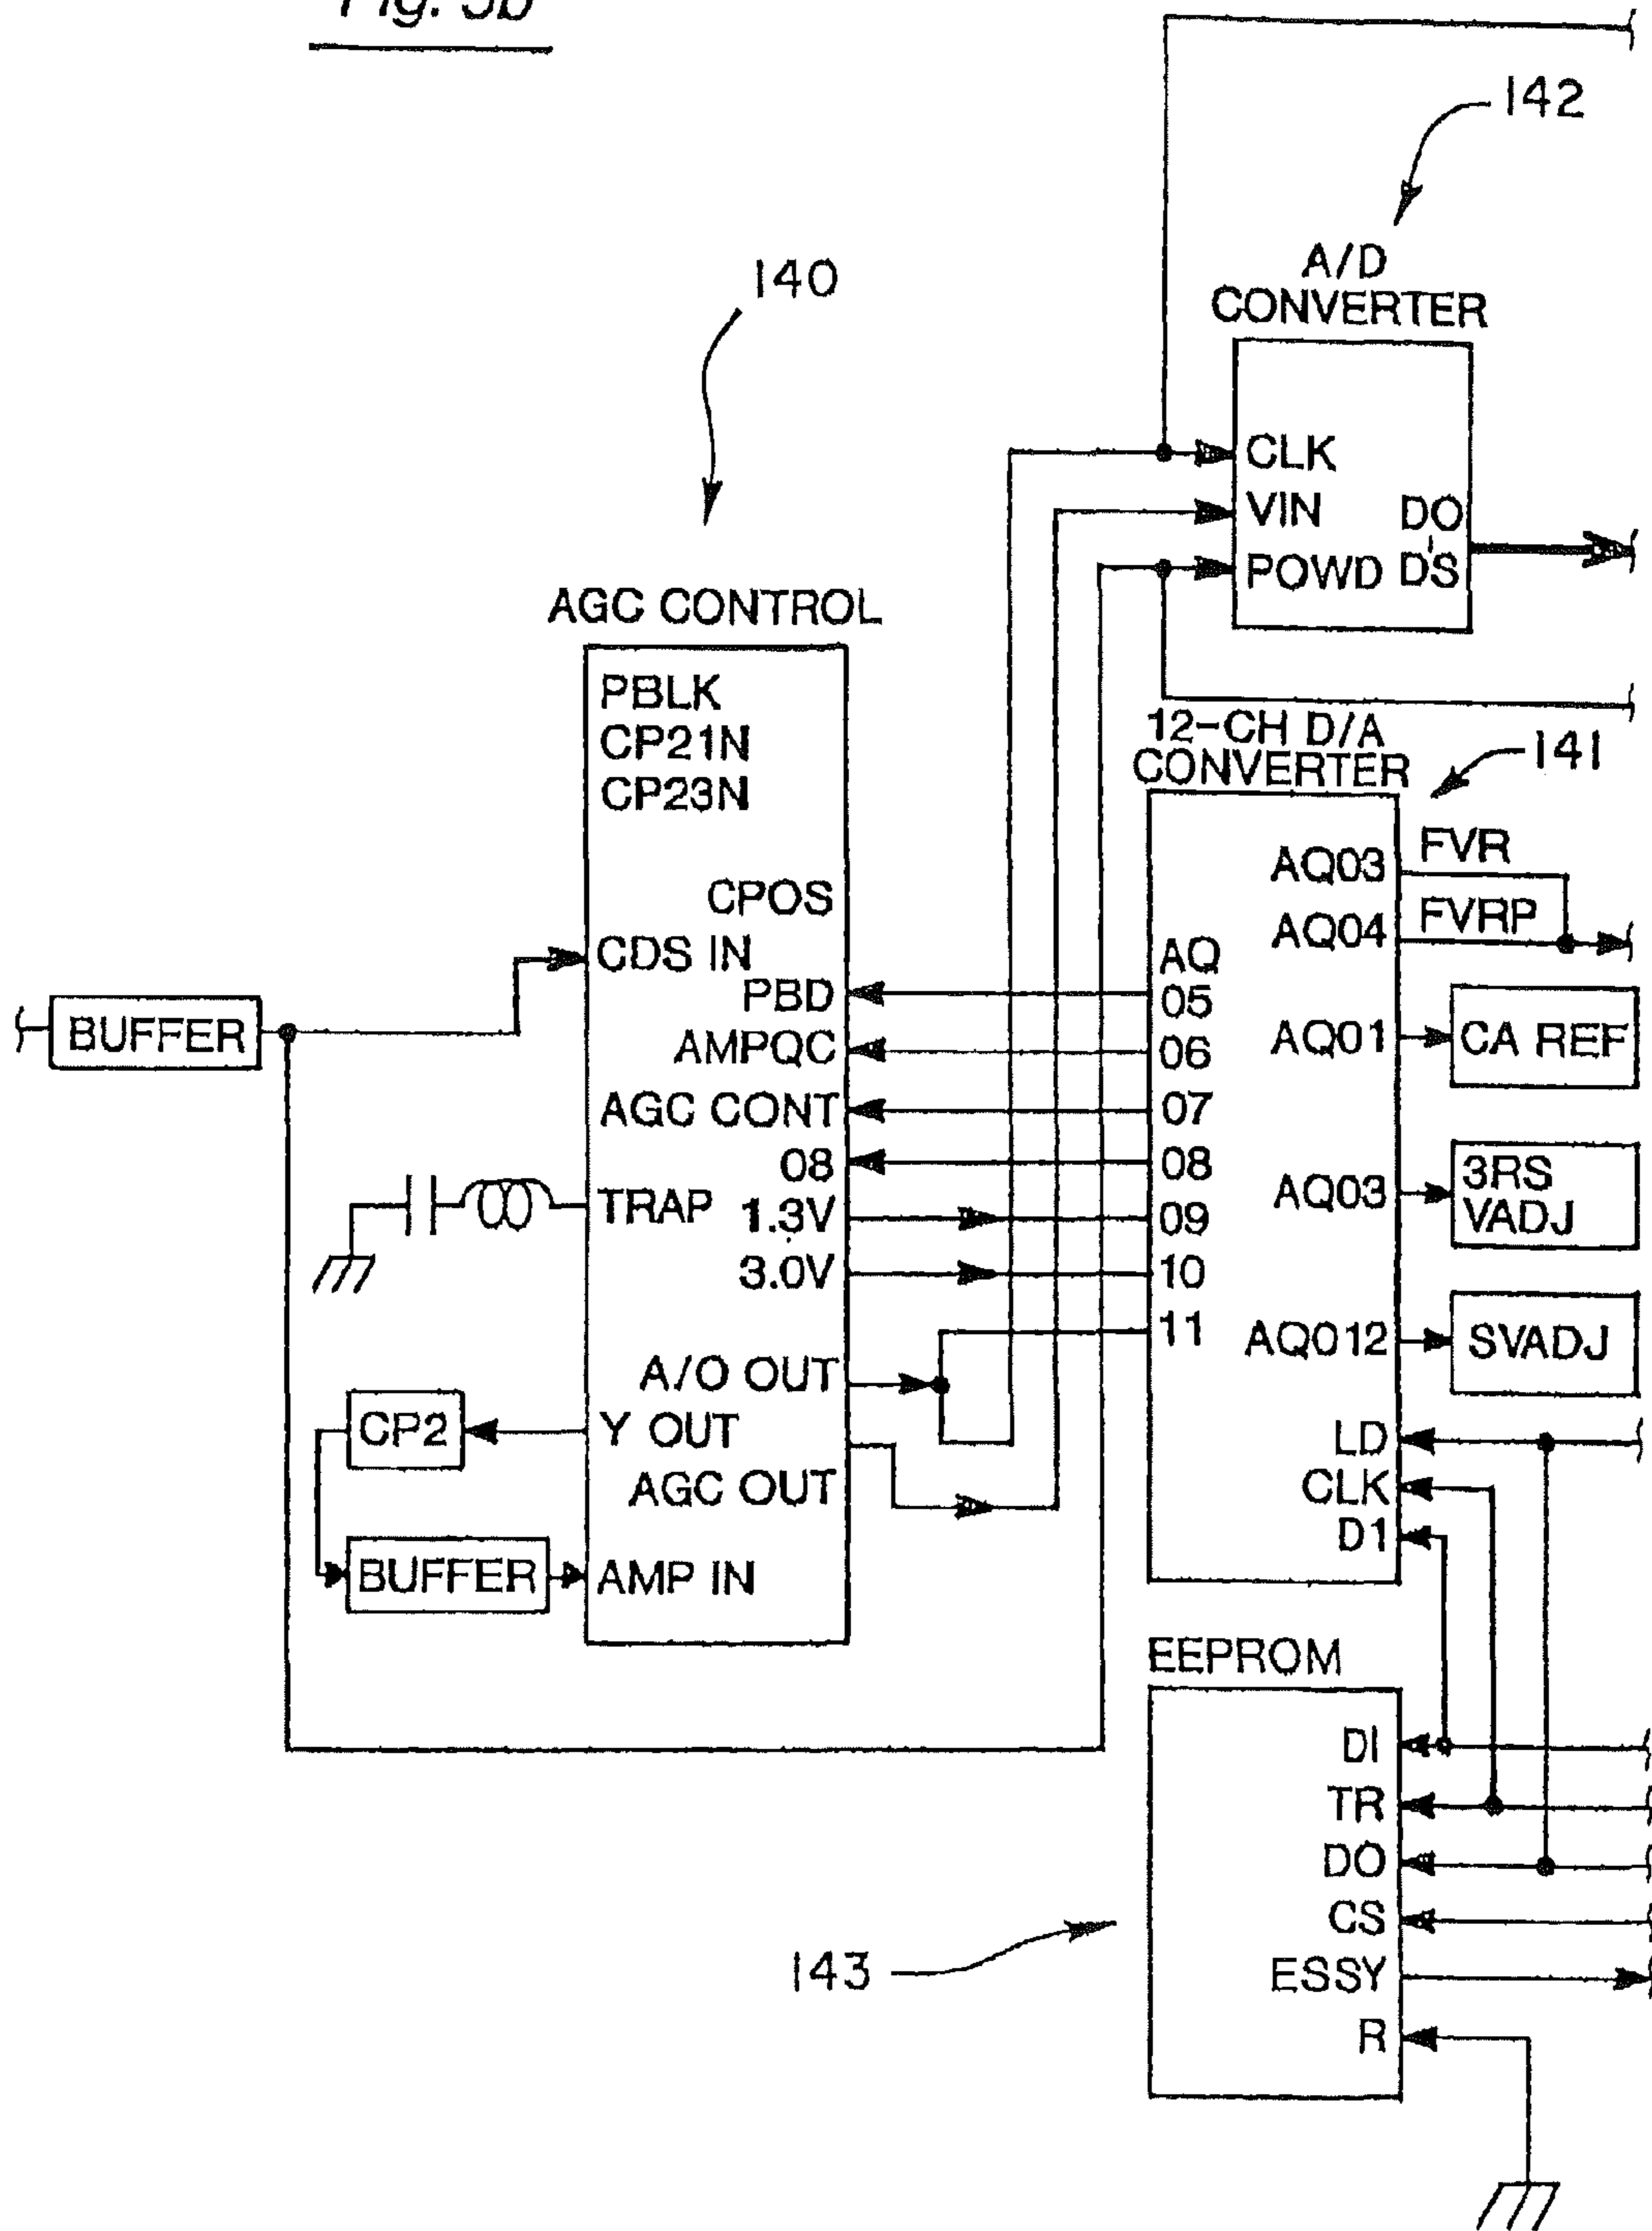 Fig. 5b
142
A/D
CONVERTER
140
CLK
VIN
DO
POWD
DS
AGC CONTROL
PBLK
CP21N
CP23N
12-CH D/A
CONVERTER
141
AQ03
FVR
CPOS
AQ04
FVRP
CDS IN
AQ
PBD
05
BUFFER
AMPQC
06
AQ01
CA REF
AGC CONT
07
08
08
AQ03
3RS
VADJ
TRAP
1.3V
09
3.0V
10
11
AQ012
SVADJ
A/O OUT
CP2
Y OUT
LD
AGC OUT
CLK
D1
BUFFER
AMP IN
EEPROM
DI
TR
DO
CS
143
ESSY
R